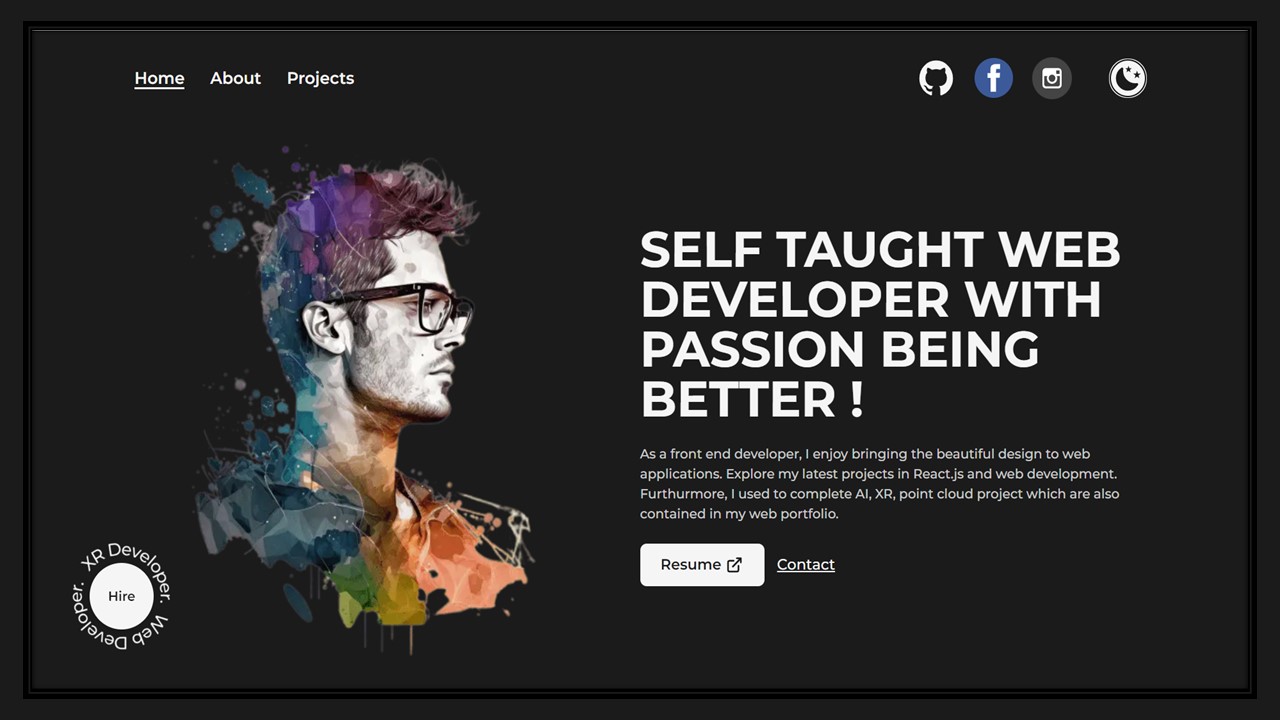 Home About Projects
SELF TAUGHT WEB
DEVELOPER WITH
PASSION BEING
BETTER !
As a front end developer, I enjoy bringing the beautiful design to web
applications. Explore my latest projects in React.js and web development.
Furthurmore, I used to complete AI, XR, point cloud project which are also
contained in my web portfolio.
Resume Contact
XR Developer. Web Developer.
Hire